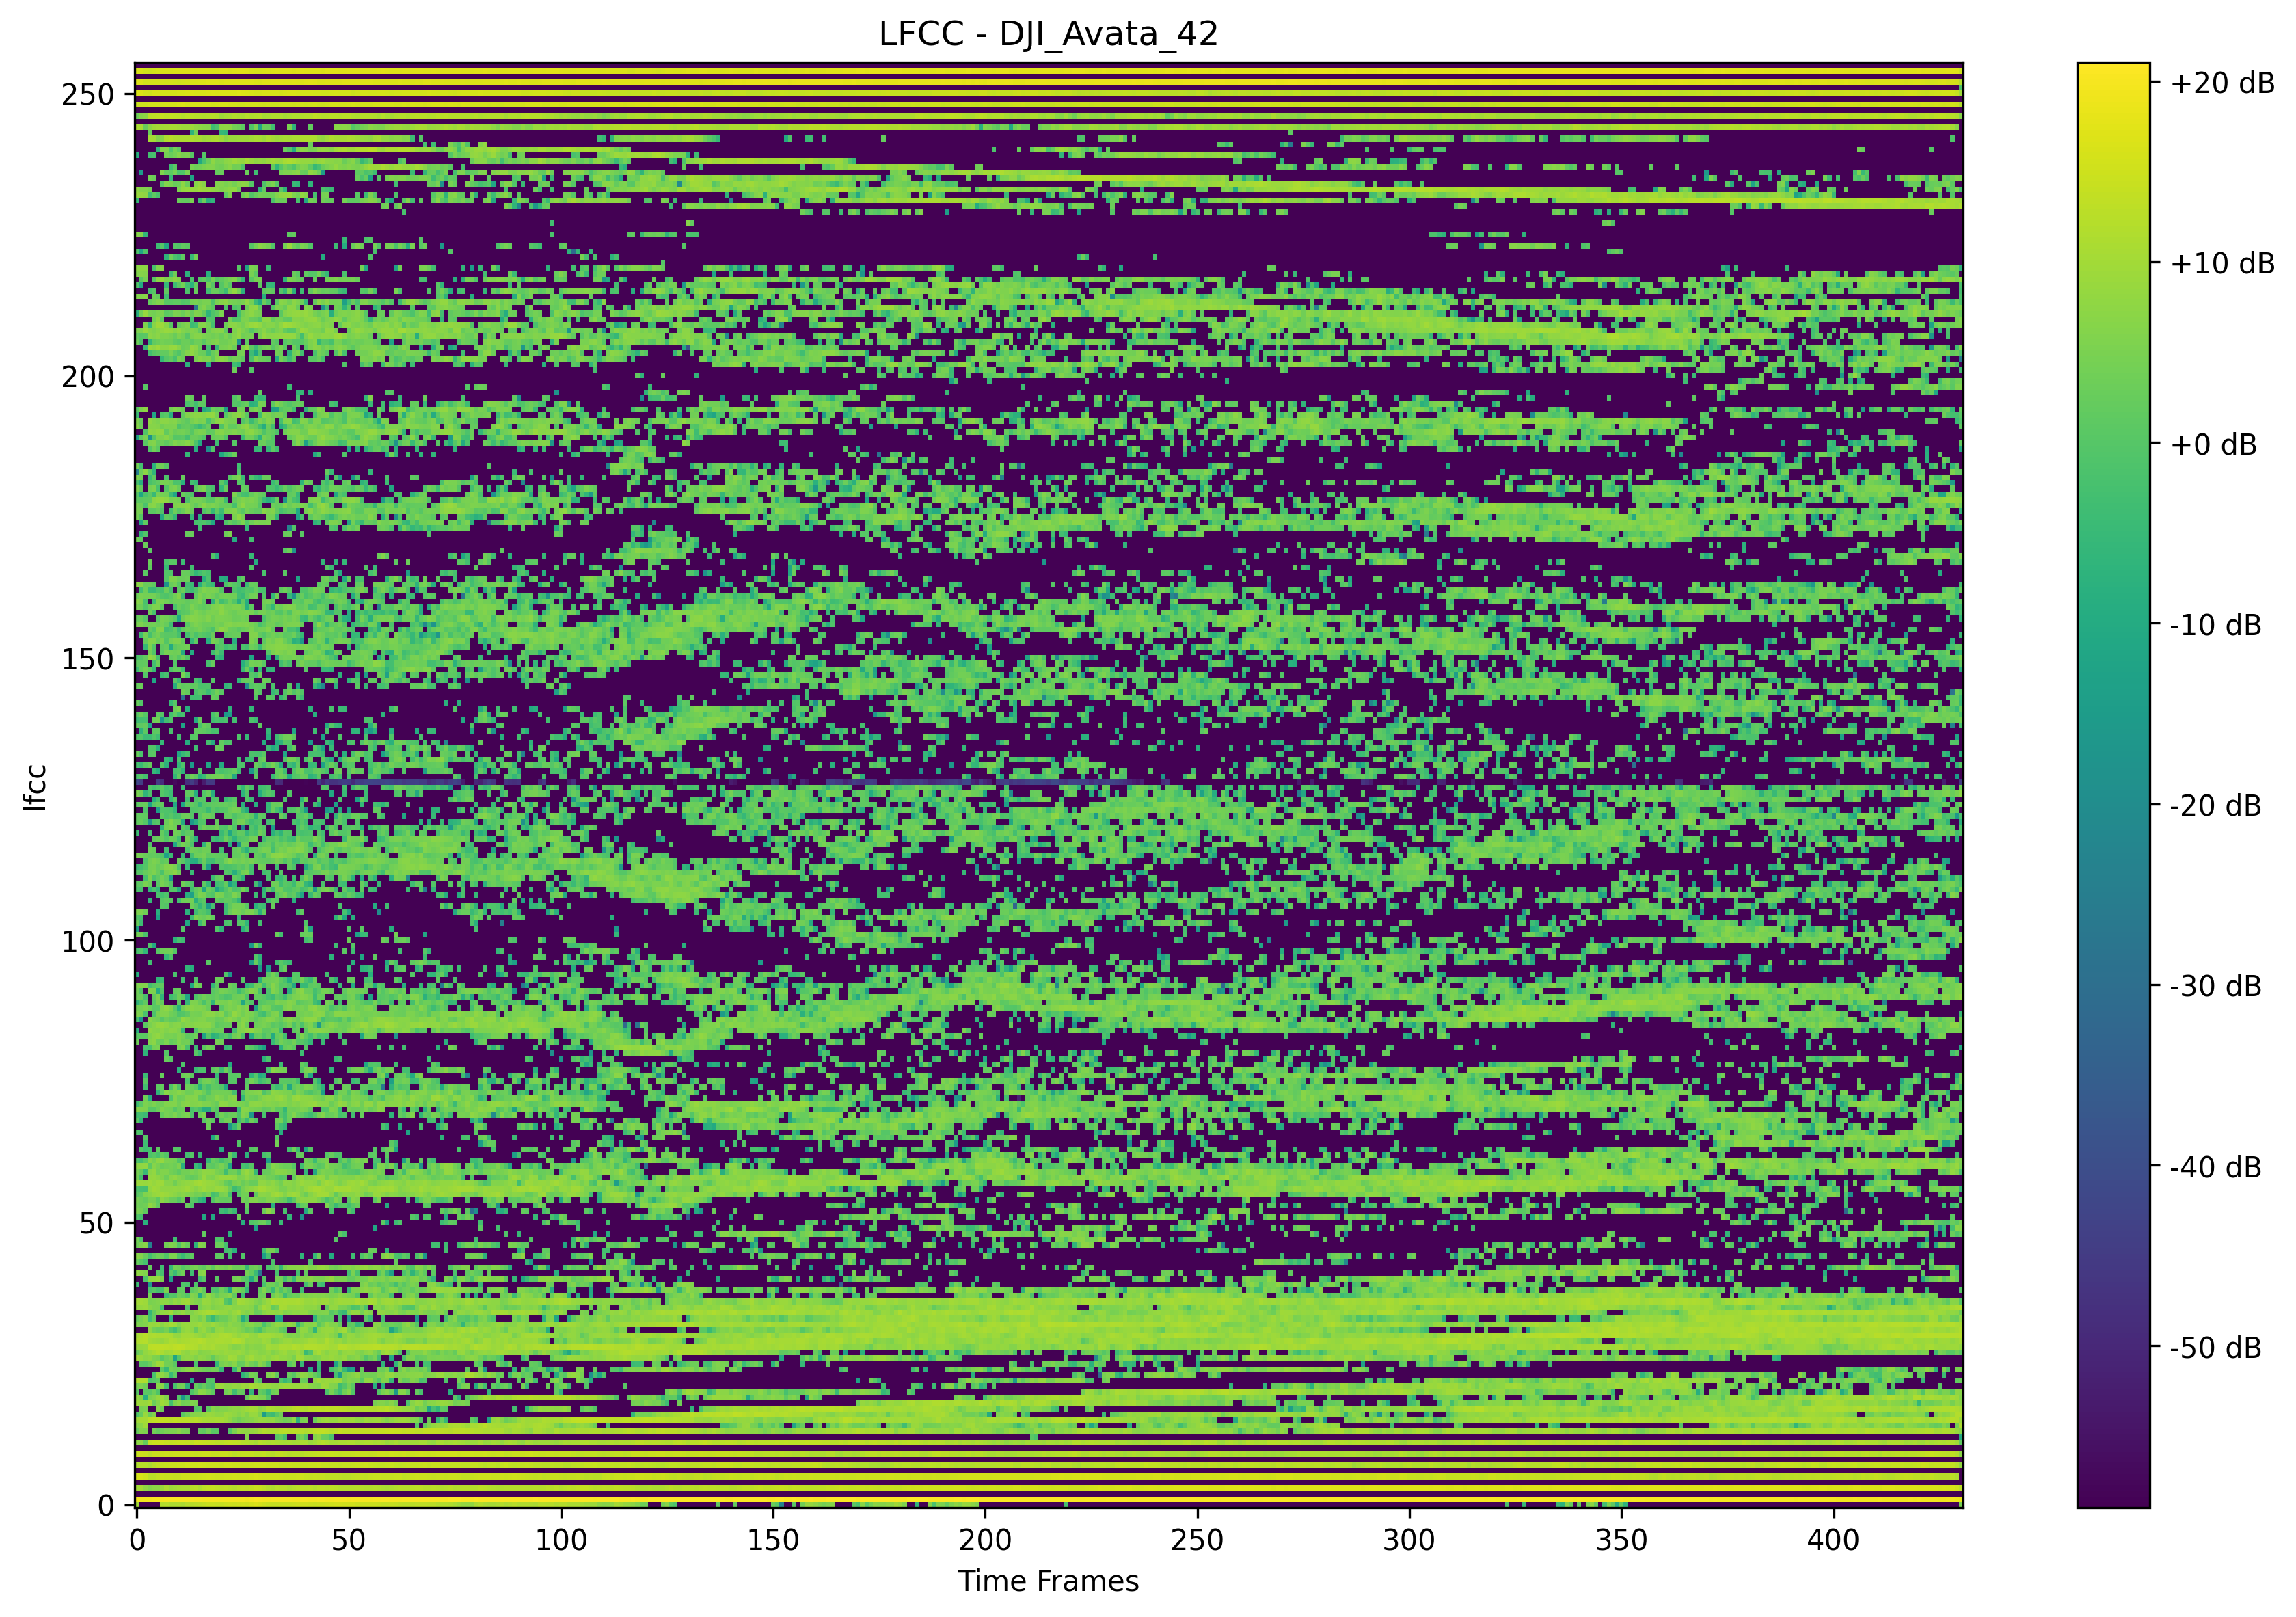 LFCC - DJI_Avata_42
250
200
150
100
50
0
lfcc
0 50 100 150 200 250 300 350 400
Time Frames
+20 dB
+10 dB
+0 dB
-10 dB
-20 dB
-30 dB
-40 dB
-50 dB